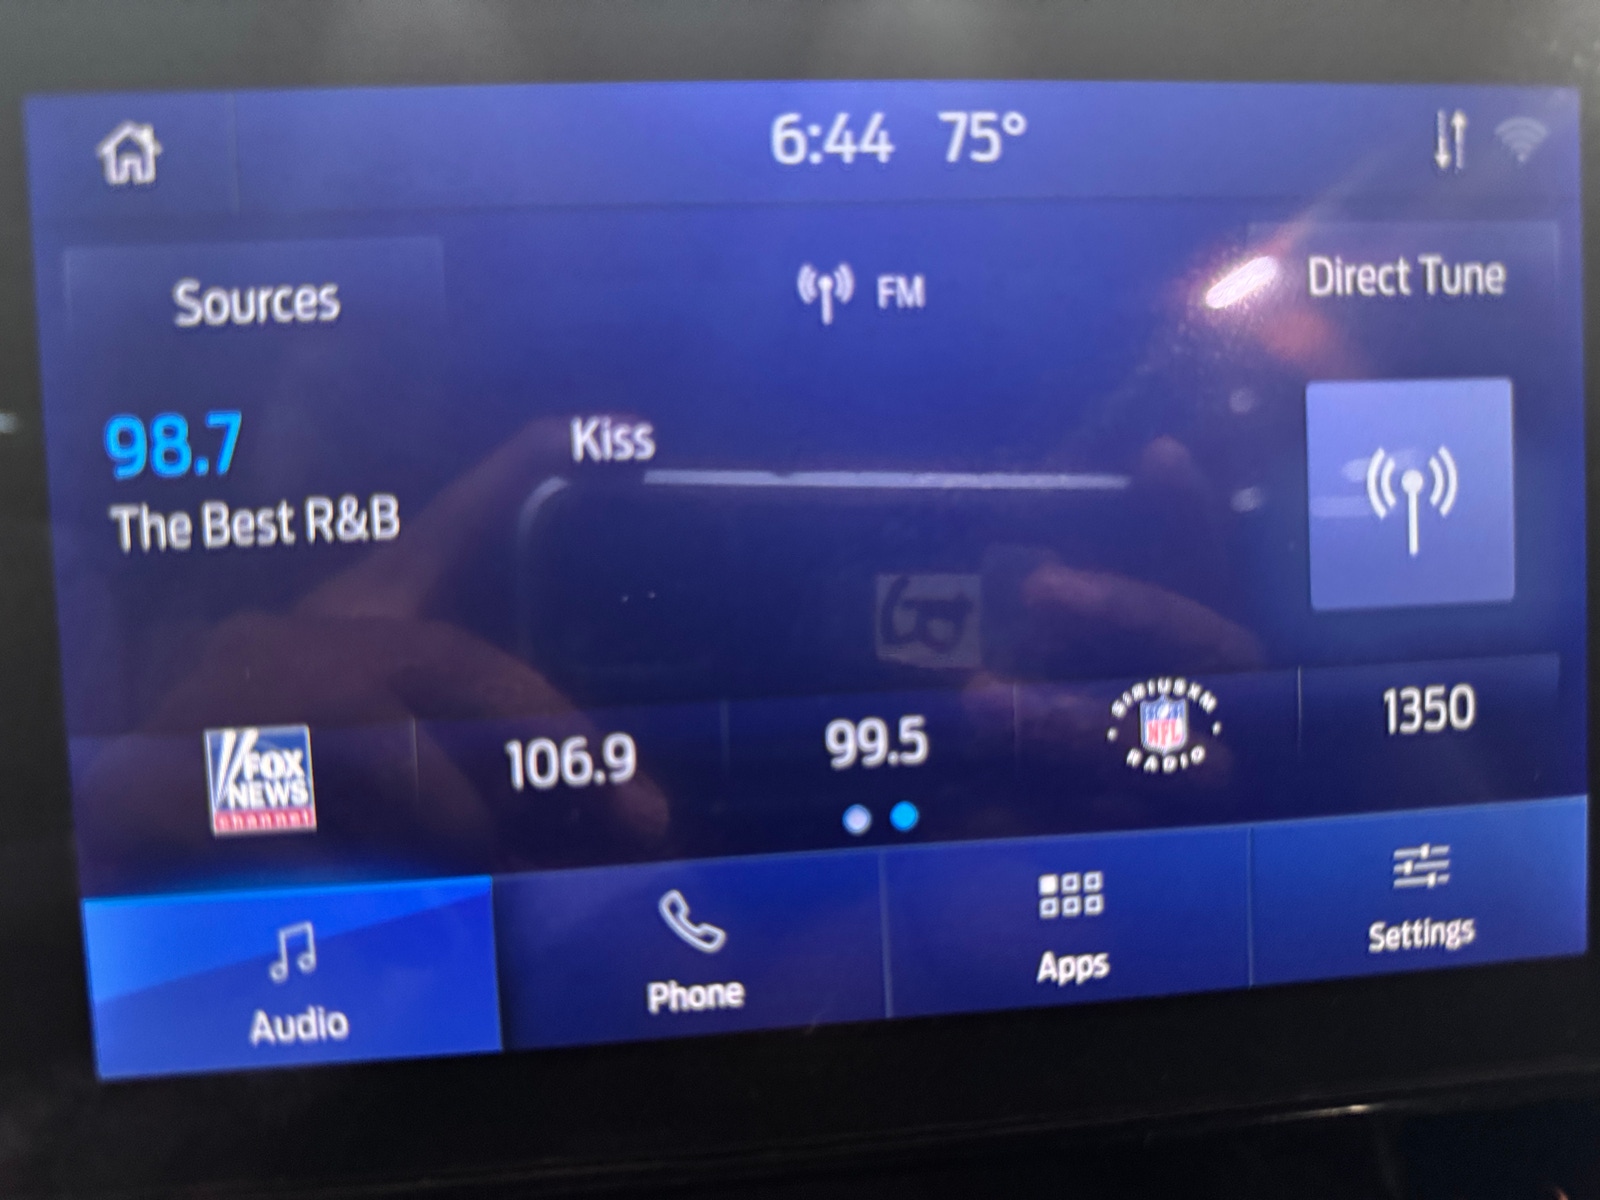 6:44 75°
Sources
FM
Direct Tune
98.7
Kiss
The Best R&B
FOX
NEWS
channel
106.9
99.5
SIRIUSXM
NFL
RADIO
1350
Audio
Phone
Apps
Settings